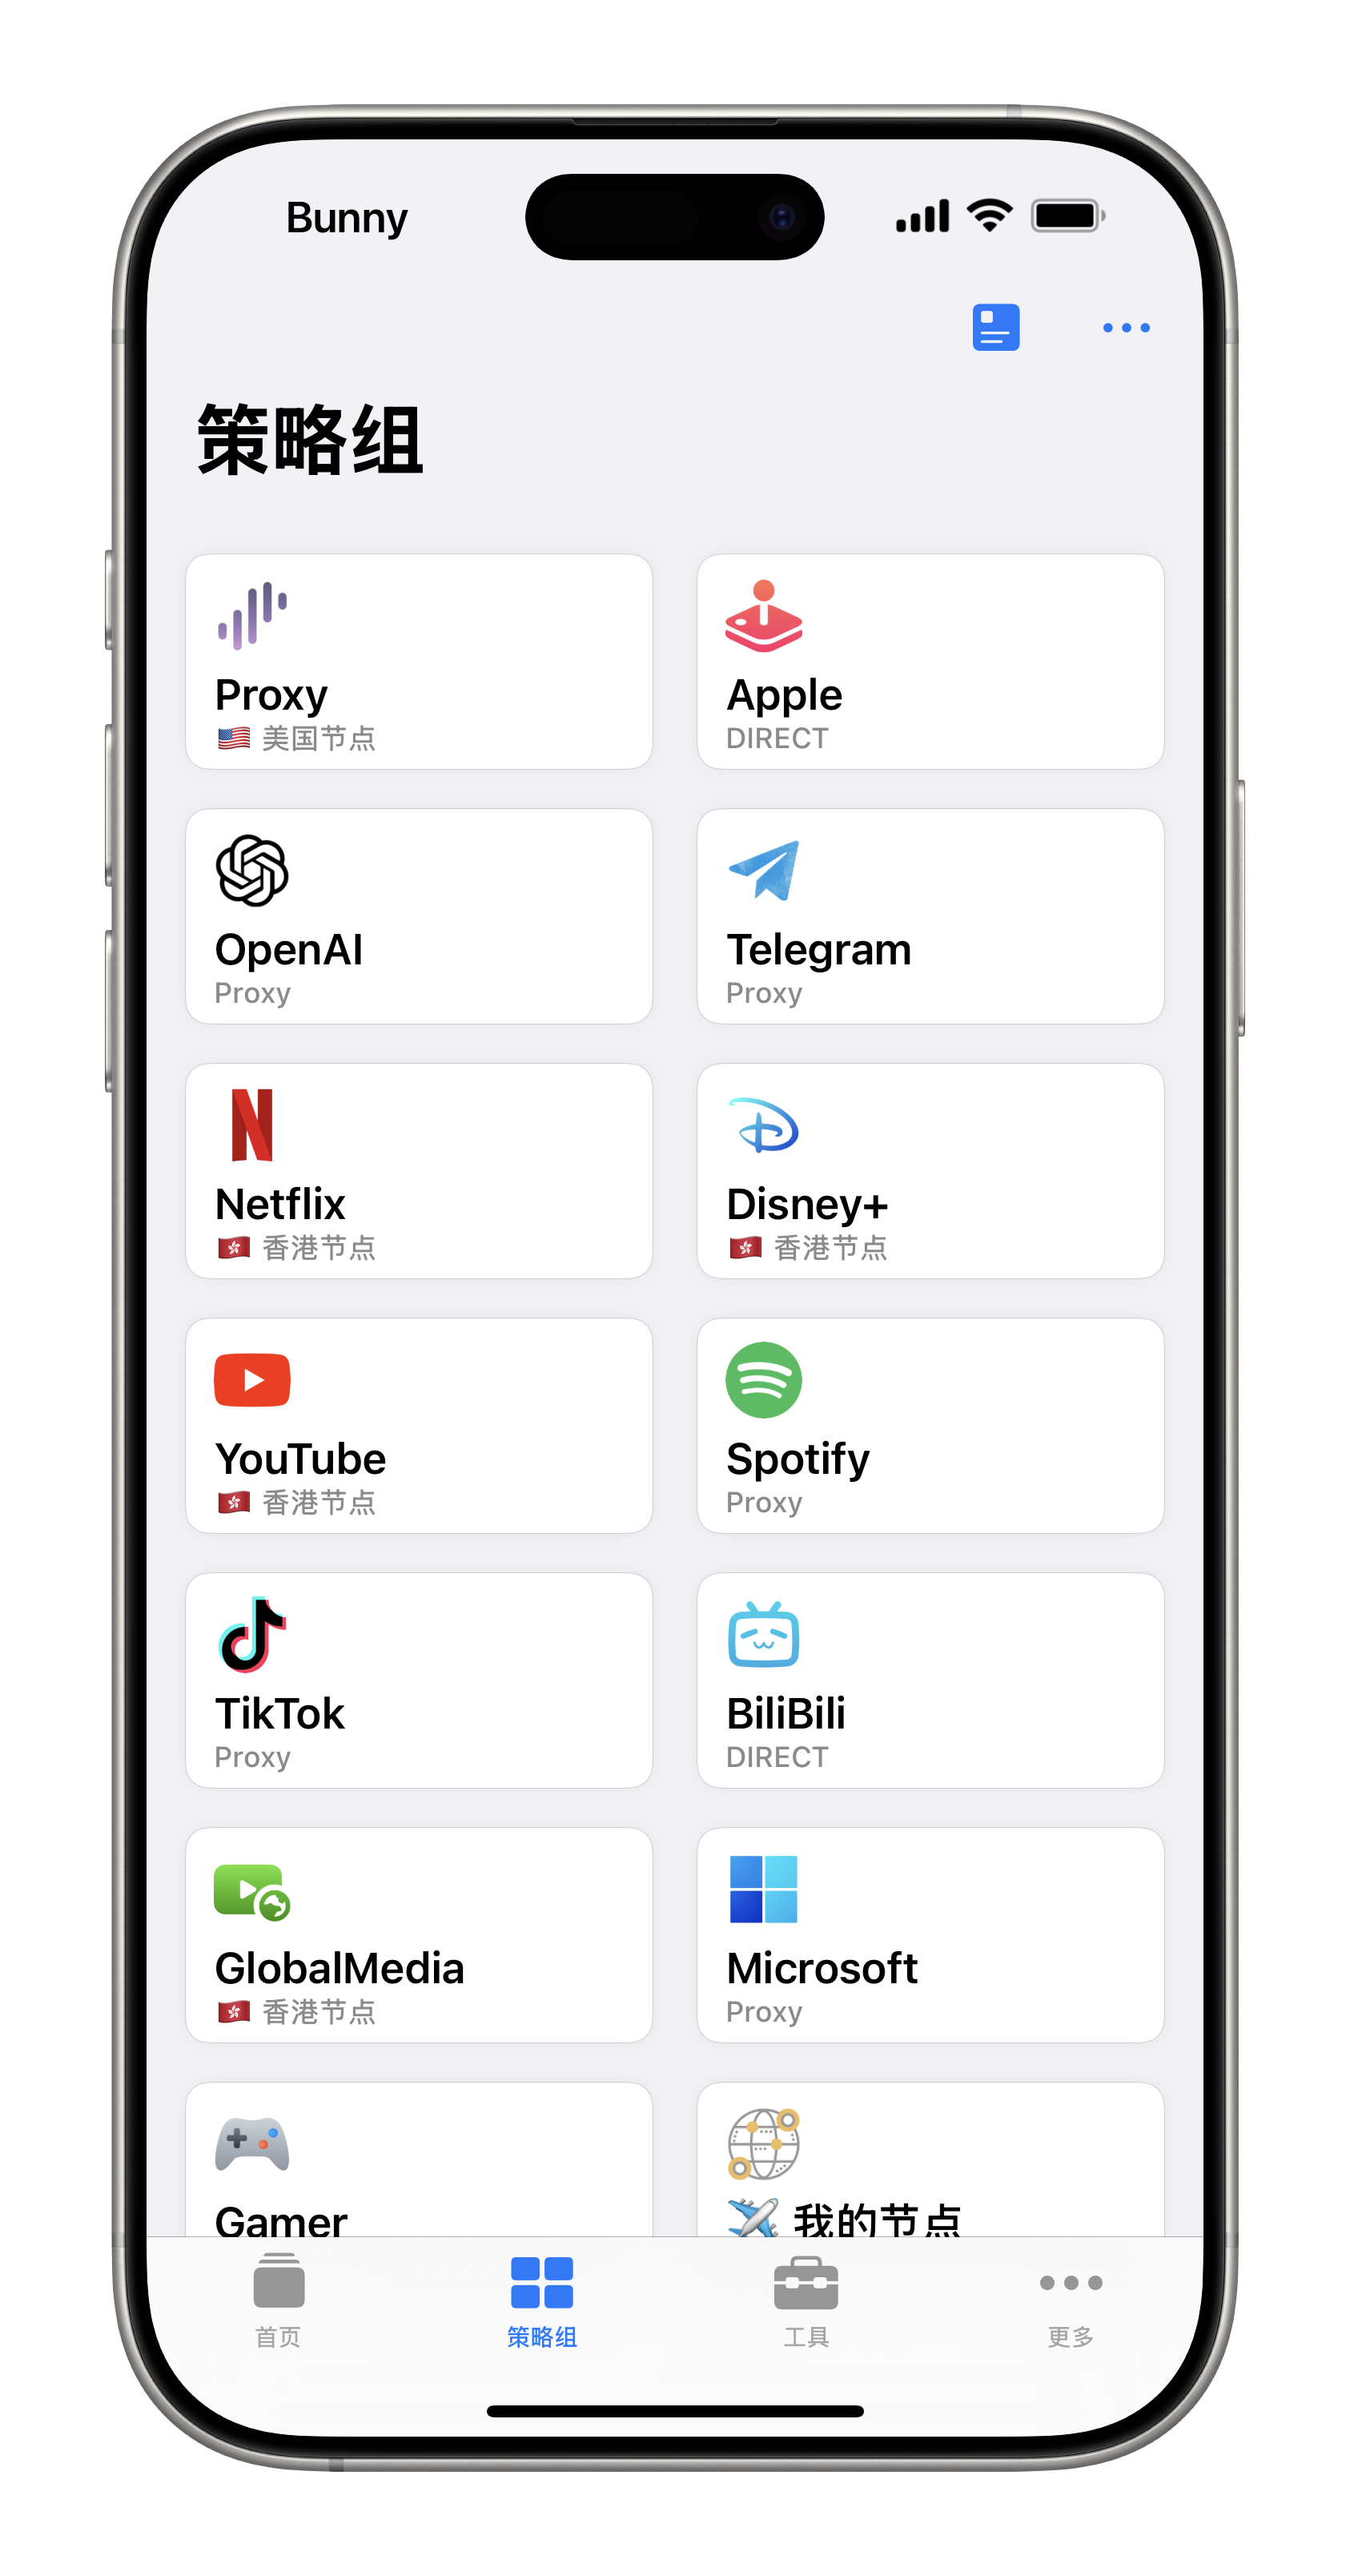 Bunny
策略组
Proxy
🇺🇸 美国节点
Apple
DIRECT
OpenAI
Proxy
Telegram
Proxy
Netflix
🇭🇰 香港节点
Disney+
🇭🇰 香港节点
YouTube
🇭🇰 香港节点
Spotify
Proxy
TikTok
Proxy
BiliBili
DIRECT
GlobalMedia
🇭🇰 香港节点
Microsoft
Proxy
Gamer
✈️ 我的节点
首页
策略组
工具
更多